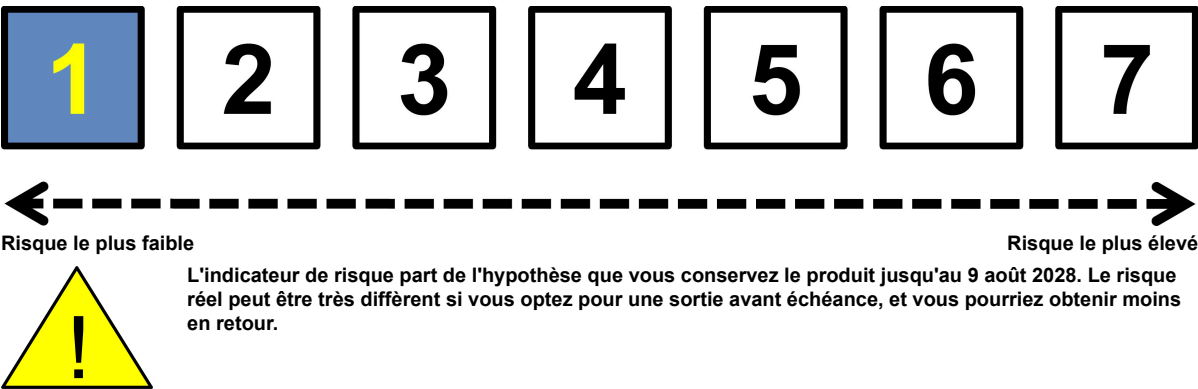 1 2 3 4 5 6 7
Risque le plus faible Risque le plus élevé
L'indicateur de risque part de l'hypothèse que vous conservez le produit jusqu'au 9 août 2028. Le risque
réel peut être très diffèrent si vous optez pour une sortie avant échéance, et vous pourriez obtenir moins
en retour.
!